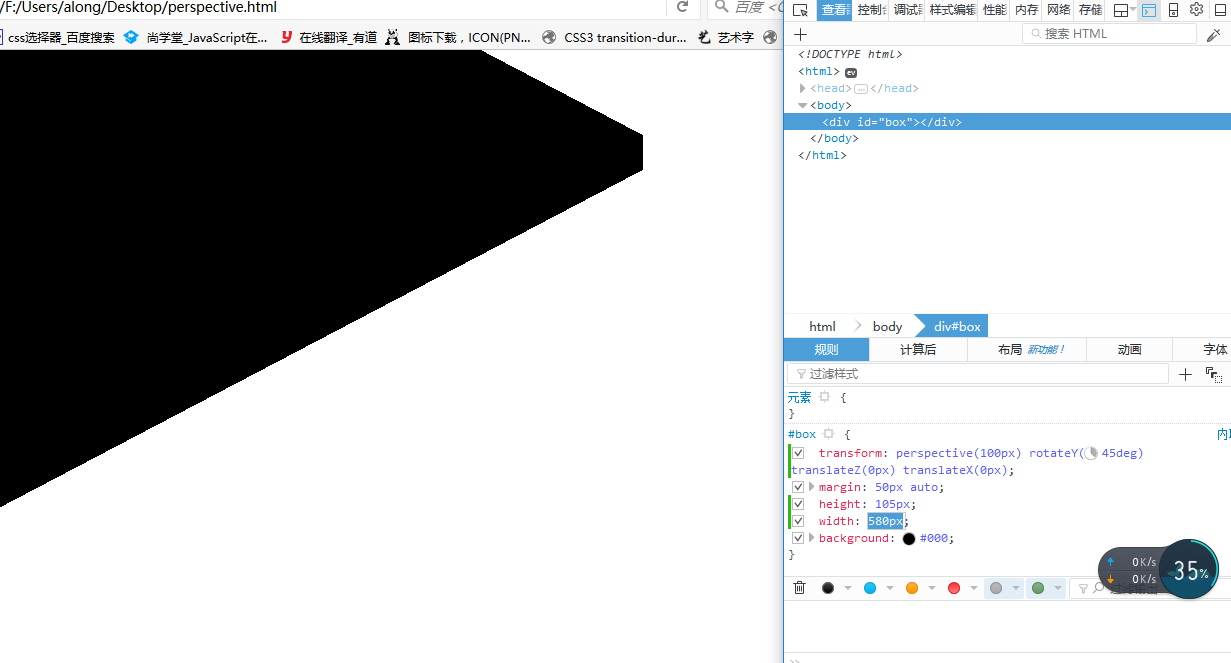 /F:/Users/along/Desktop/perspective.html
百度 <C
css选择器_百度搜索 尚学堂_JavaScript在... 在线翻译_有道 图标下载，ICON(PN... CSS3 transition-dur... 艺术字
查看 控制 调试 样式编辑 性能 内存 网络 存储
搜索 HTML
<!DOCTYPE html>
<html> ev
<head> </head>
<body>
<div id="box"></div>
</body>
</html>
html body div#box
规则 计算后 布局 新功能！ 动画 字体
过滤样式
元素 {
}
#box {
transform: perspective(100px) rotateY(45deg)
translateZ(0px) translateX(0px);
margin: 50px auto;
height: 105px;
width: 580px;
background: #000;
}
0K/s
0K/s
35%